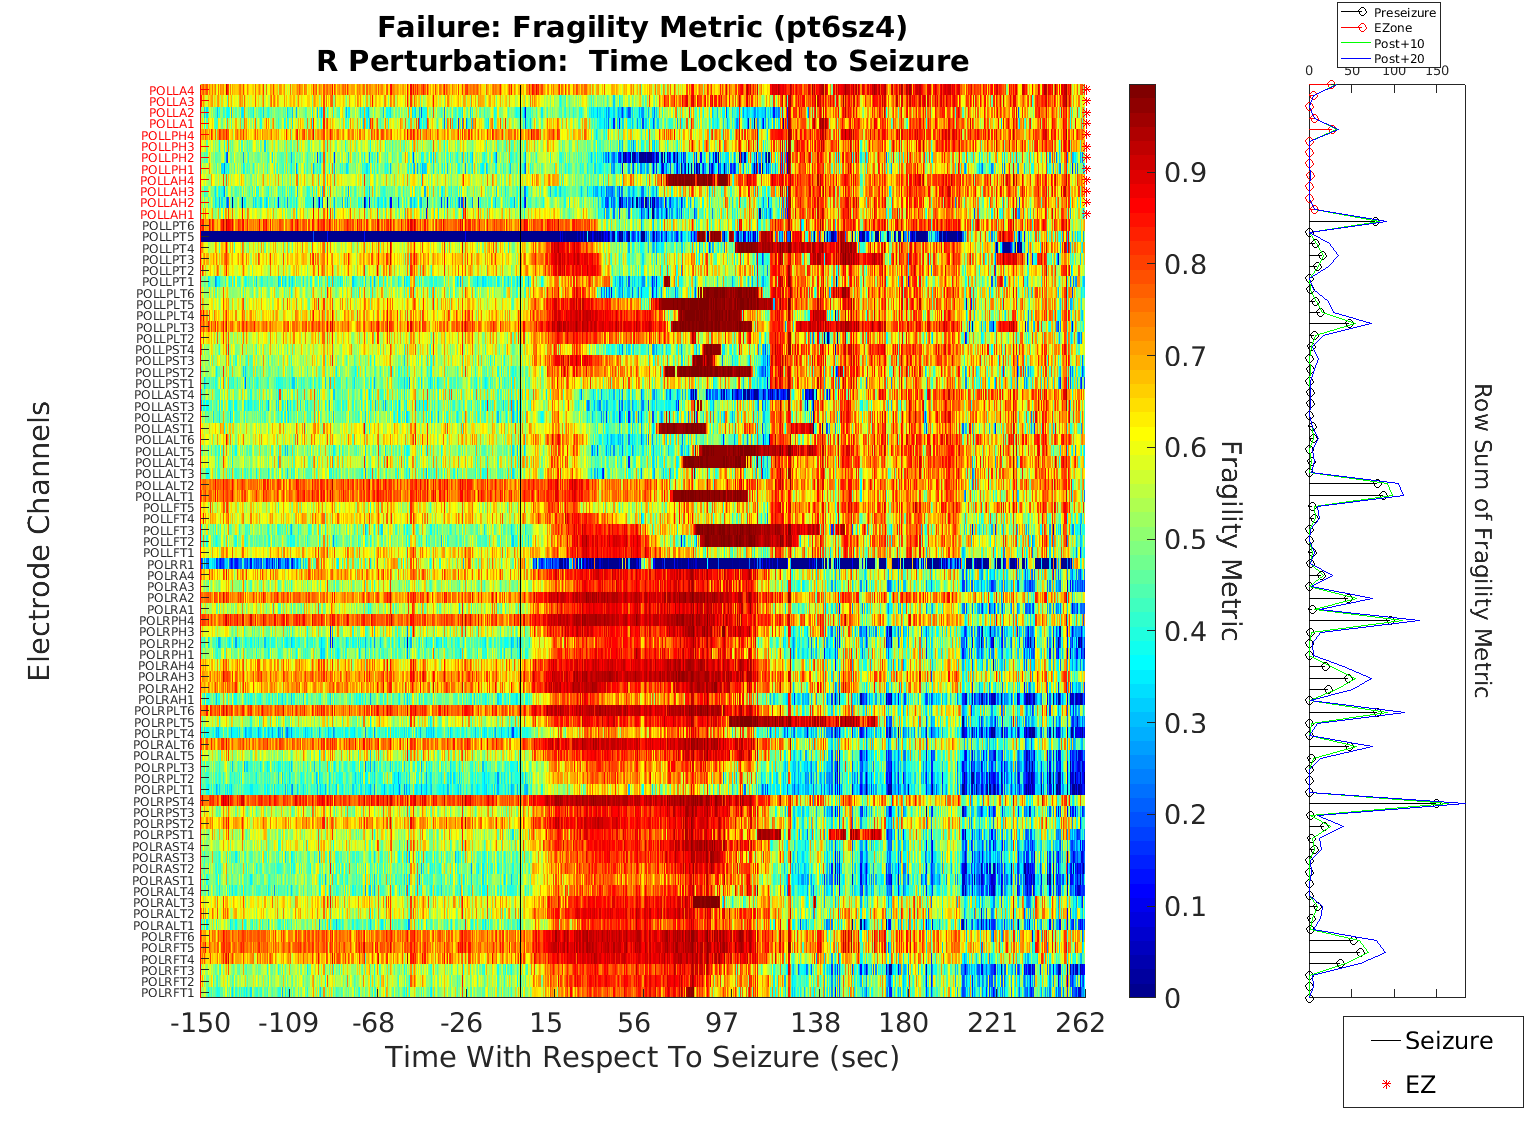 Failure: Fragility Metric (pt6sz4)
R Perturbation:  Time Locked to Seizure
Preseizure
EZone
Post+10
Post+20
0 50 100 150
Electrode Channels
POLLA4
POLLA3
POLLA2
POLLA1
POLLPH4
POLLPH3
POLLPH2
POLLPH1
POLLAH4
POLLAH3
POLLAH2
POLLAH1
POLLPT6
POLLPT5
POLLPT4
POLLPT3
POLLPT2
POLLPT1
POLLPLT6
POLLPLT5
POLLPLT4
POLLPLT3
POLLPLT2
POLLPST4
POLLPST3
POLLPST2
POLLPST1
POLLAST4
POLLAST3
POLLAST2
POLLAST1
POLLALT6
POLLALT5
POLLALT4
POLLALT3
POLLALT2
POLLALT1
POLLFT5
POLLFT4
POLLFT3
POLLFT2
POLLFT1
POLRR1
POLRA4
POLRA3
POLRA2
POLRA1
POLRPH4
POLRPH3
POLRPH2
POLRPH1
POLRAH4
POLRAH3
POLRAH2
POLRAH1
POLRPLT6
POLRPLT5
POLRPLT4
POLRALT6
POLRALT5
POLRPLT3
POLRPLT2
POLRPLT1
POLRPST4
POLRPST3
POLRPST2
POLRPST1
POLRAST4
POLRAST3
POLRAST2
POLRAST1
POLRALT4
POLRALT3
POLRALT2
POLRALT1
POLRFT6
POLRFT5
POLRFT4
POLRFT3
POLRFT2
POLRFT1
-150 -109 -68 -26 15 56 97 138 180 221 262
Time With Respect To Seizure (sec)
0.9
0.8
0.7
0.6
0.5
0.4
0.3
0.2
0.1
0
Fragility Metric
Row Sum of Fragility Metric
Seizure
EZ